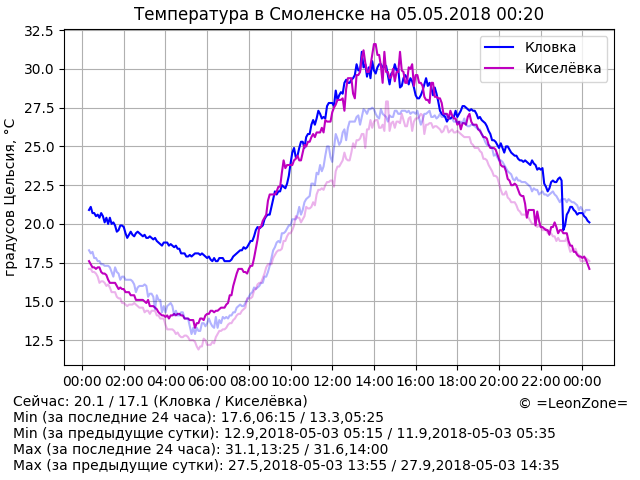 Температура в Смоленске на 05.05.2018 00:20
градусов Цельсия, °C
32.5
30.0
27.5
25.0
22.5
20.0
17.5
15.0
12.5
Кловка
Киселёвка
00:00 02:00 04:00 06:00 08:00 10:00 12:00 14:00 16:00 18:00 20:00 22:00 00:00
Сейчас: 20.1 / 17.1 (Кловка / Киселёвка)
© =LeonZone=
Min (за последние 24 часа): 17.6,06:15 / 13.3,05:25
Min (за предыдущие сутки): 12.9,2018-05-03 05:15 / 11.9,2018-05-03 05:35
Max (за последние 24 часа): 31.1,13:25 / 31.6,14:00
Max (за предыдущие сутки): 27.5,2018-05-03 13:55 / 27.9,2018-05-03 14:35